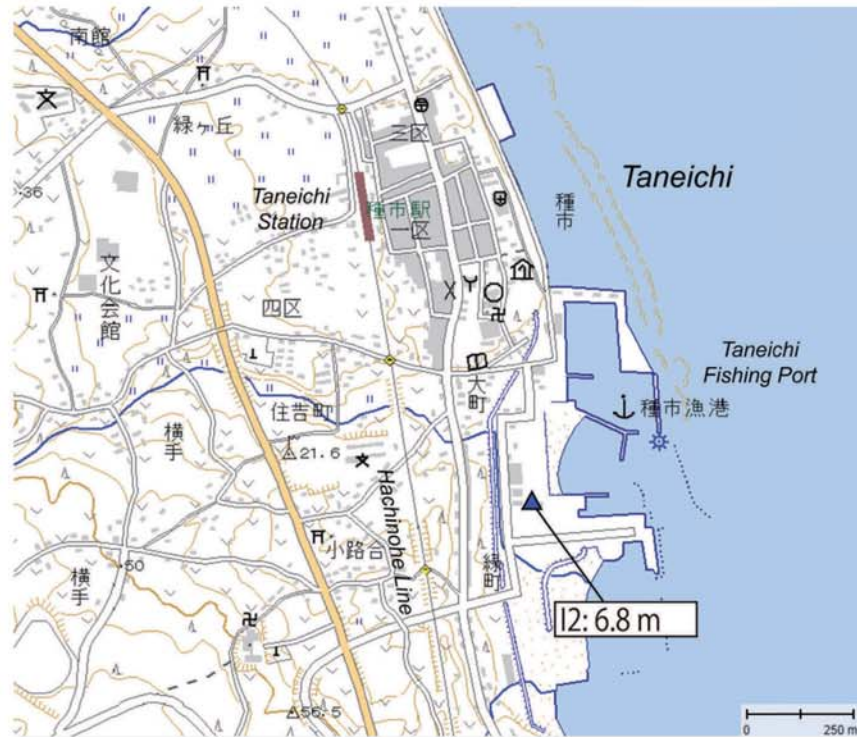 南館
三区
緑ヶ丘
Taneichi
36
Taneichi
Station
種市駅
一区
種市
文化会館
四区
Taneichi
Fishing Port
大町
種市漁港
住吉町
横手
21.6
Hachinohe Line
小路合
緑町
50
横手
I2: 6.8 m
56.5
0
250 m